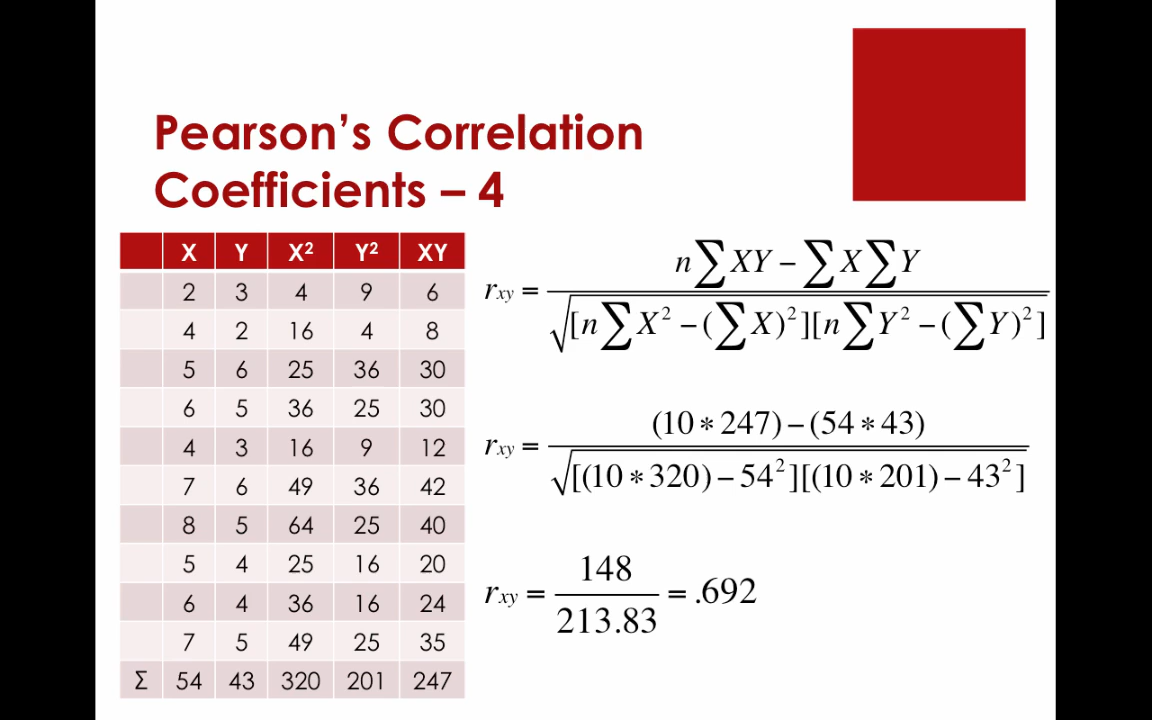 Pearson's Correlation
Coefficients – 4
X Y X² Y² XY
2 3 4 9 6
4 2 16 4 8
5 6 25 36 30
6 5 36 25 30
4 3 16 9 12
7 6 49 36 42
8 5 64 25 40
5 4 25 16 20
6 4 36 16 24
7 5 49 25 35
Σ 54 43 320 201 247
r_xy = (n∑XY − ∑X∑Y) / √([n∑X² − (∑X)²][n∑Y² − (∑Y)²])
r_xy = ((10 * 247) − (54 * 43)) / √([(10 * 320) − 54²][(10 * 201) − 43²])
r_xy = 148 / 213.83 = .692